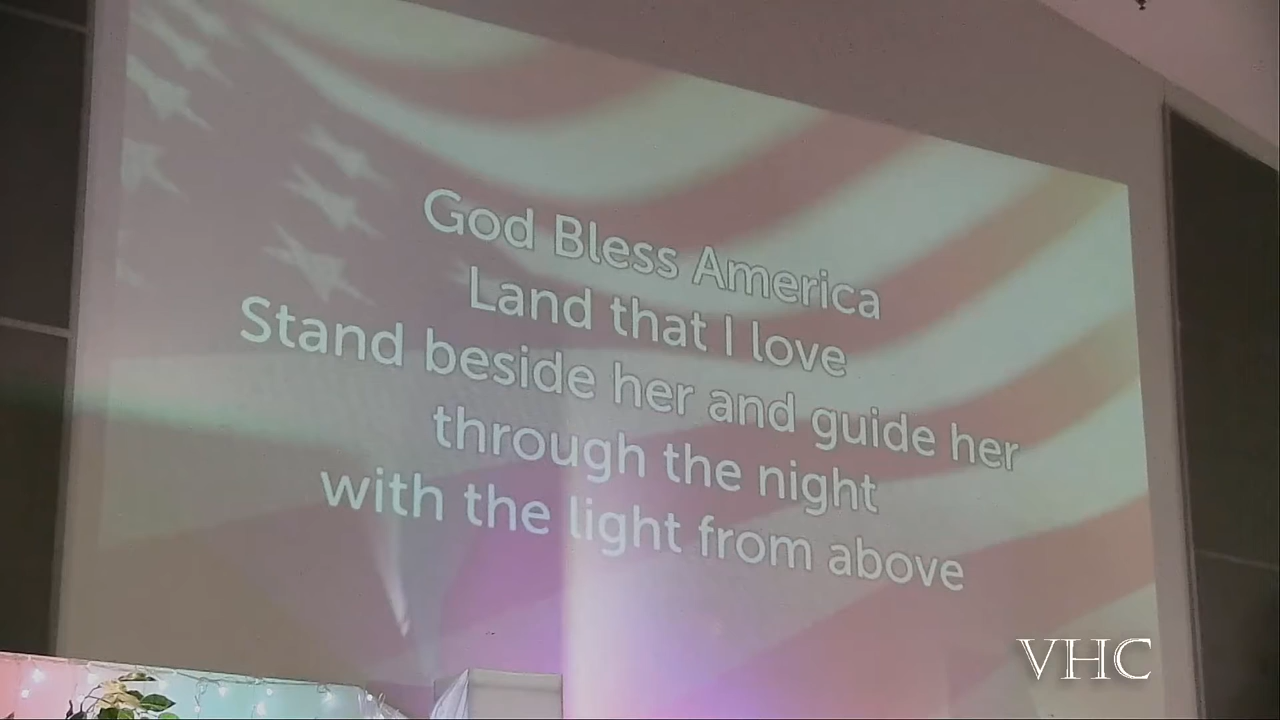 God Bless America
Land that I love
Stand beside her and guide her
through the night
with the light from above
VHC